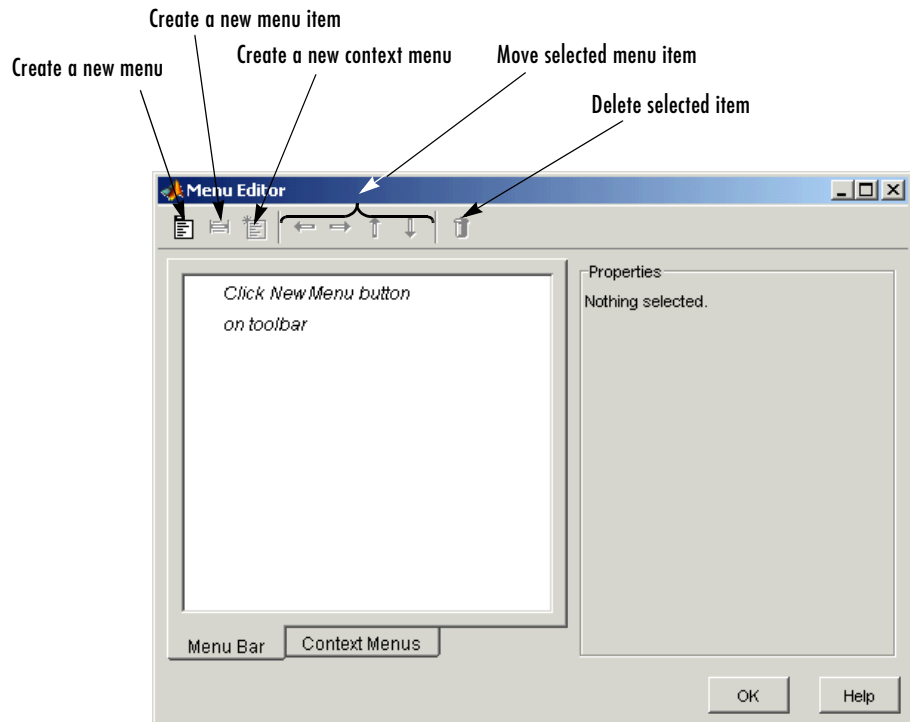 Create a new menu item
Create a new context menu
Move selected menu item
Create a new menu
Delete selected item
Menu Editor
Click New Menu button
on toolbar
Properties
Nothing selected.
Menu Bar
Context Menus
OK
Help